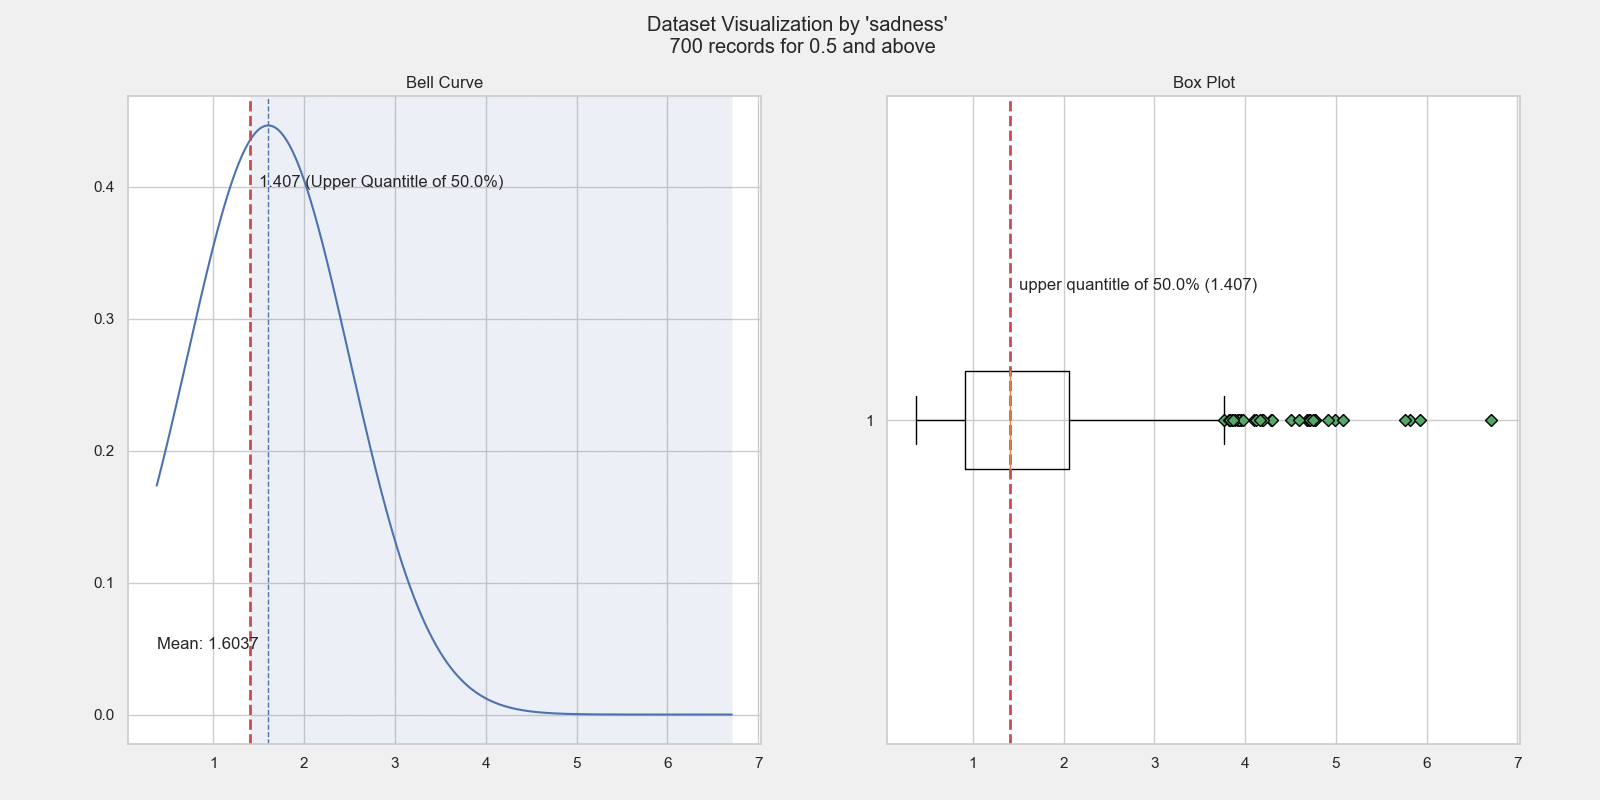 Dataset Visualization by 'sadness'
700 records for 0.5 and above
Bell Curve
0.4
0.3
0.2
0.1
0.0
1.407 (Upper Quantitle of 50.0%)
Mean: 1.6037
1 2 3 4 5 6 7
Box Plot
upper quantitle of 50.0% (1.407)
1
1 2 3 4 5 6 7